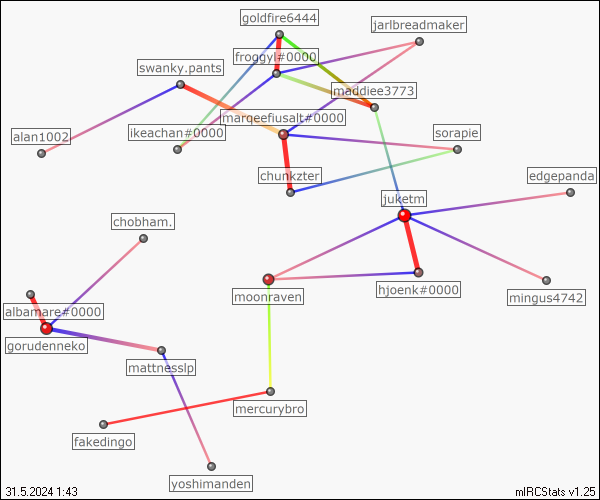 goldfire6444
jarlbreadmaker
froggyl#0000
swanky.pants
maddiee3773
marqeefiusalt#0000
ikeachan#0000
sorapie
alan1002
chunkzter
edgepanda
juketm
chobham.
moonraven
hjoenk#0000
mingus4742
albamare#0000
gorudenneko
mattnesslp
mercurybro
fakedingo
yoshimanden
31.5.2024 1:43
mIRCStats v1.25